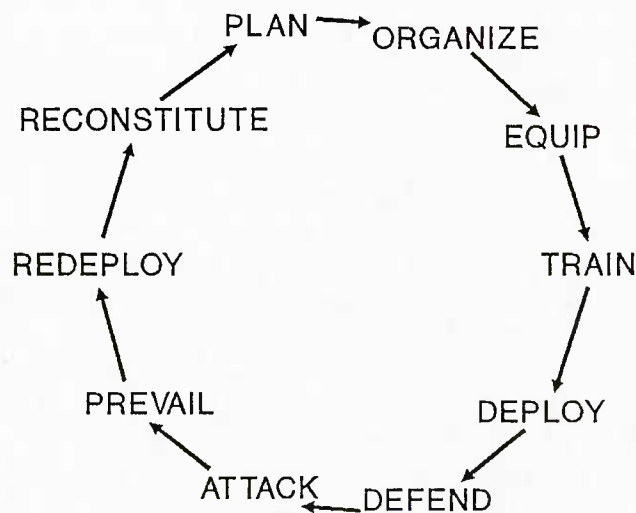 PLAN
ORGANIZE
EQUIP
TRAIN
DEPLOY
DEFEND
ATTACK
PREVAIL
REDEPLOY
RECONSTITUTE